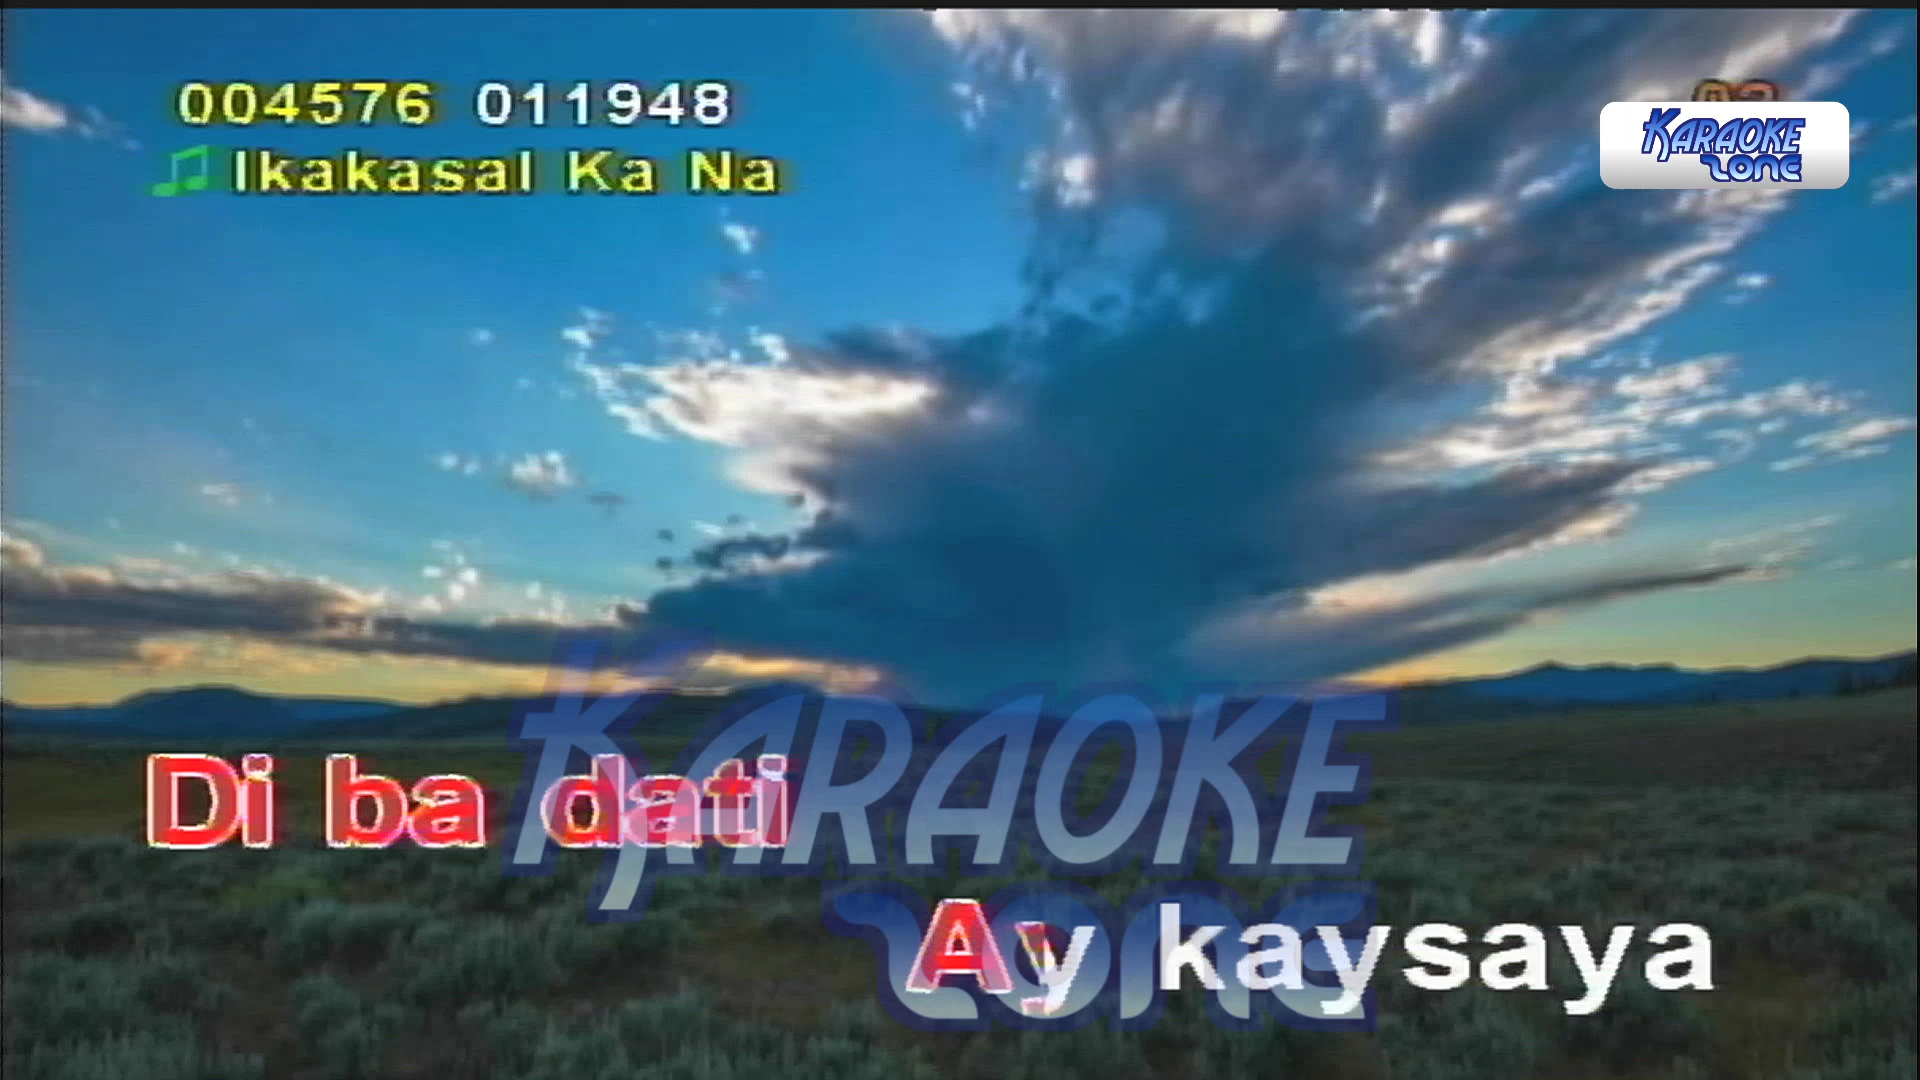 004576 011948
Ikakasal Ka Na
KARAOKE
ZONE
Di ba dati
KARAOKE
ZONE
Ay kaysaya